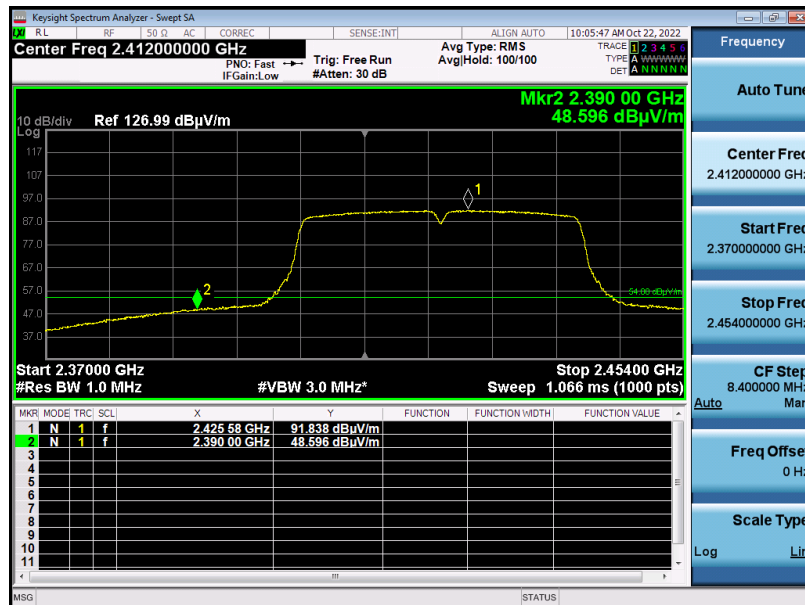 Keysight Spectrum Analyzer - Swept SA
RL RF 50 Ω AC CORREC SENSE:INT ALIGN AUTO 10:05:47 AM Oct 22, 2022
Center Freq 2.412000000 GHz
PNO: Fast
IFGain:Low
Trig: Free Run
#Atten: 30 dB
Avg Type: RMS
Avg|Hold: 100/100
TRACE 1 2 3 4 5 6
TYPE A WWWWW
DET A N N N N N
Mkr2 2.390 00 GHz
48.596 dBµV/m
10 dB/div Ref 126.99 dBµV/m
Log
117
107
97.0
87.0
77.0
67.0
57.0
47.0
37.0
1
2
54.00 dBµV/m
Start 2.37000 GHz Stop 2.45400 GHz
#Res BW 1.0 MHz #VBW 3.0 MHz* Sweep 1.066 ms (1000 pts)
MKR MODE TRC SCL X Y FUNCTION FUNCTION WIDTH FUNCTION VALUE
1 N 1 f 2.425 58 GHz 91.838 dBµV/m
2 N 1 f 2.390 00 GHz 48.596 dBµV/m
3
4
5
6
7
8
9
10
11
MSG STATUS
Frequency
Auto Tune
Center Freq
2.412000000 GHz
Start Freq
2.370000000 GHz
Stop Freq
2.454000000 GHz
CF Step
8.400000 MHz
Auto Man
Freq Offset
0 Hz
Scale Type
Log Lin